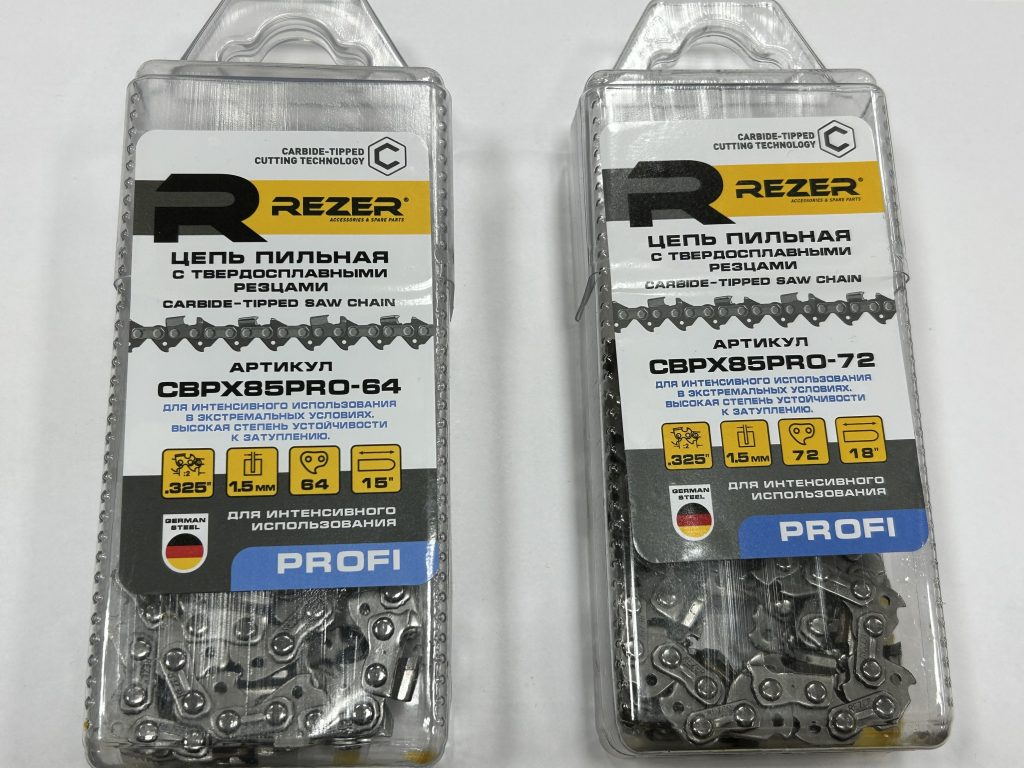 CARBIDE-TIPPED
CUTTING TECHNOLOGY
C
R
REZER®
ACCESSORIES & SPARE PARTS
ЦЕПЬ ПИЛЬНАЯ
С ТВЕРДОСПЛАВНЫМИ
РЕЗЦАМИ
CARBIDE-TIPPED SAW CHAIN
АРТИКУЛ
CBPX85PRO-64
ДЛЯ ИНТЕНСИВНОГО ИСПОЛЬЗОВАНИЯ
В ЭКСТРЕМАЛЬНЫХ УСЛОВИЯХ.
ВЫСОКАЯ СТЕПЕНЬ УСТОЙЧИВОСТИ
К ЗАТУПЛЕНИЮ.
:2
.325" 1.5 ММ 64 15"
GERMAN
STEEL
ДЛЯ ИНТЕНСИВНОГО
ИСПОЛЬЗОВАНИЯ
PROFI
CARBIDE-TIPPED
CUTTING TECHNOLOGY
C
R
REZER®
ACCESSORIES & SPARE PARTS
ЦЕПЬ ПИЛЬНАЯ
С ТВЕРДОСПЛАВНЫМИ
РЕЗЦАМИ
CARBIDE-TIPPED SAW CHAIN
АРТИКУЛ
CBPX85PRO-72
ДЛЯ ИНТЕНСИВНОГО ИСПОЛЬЗОВАНИЯ
В ЭКСТРЕМАЛЬНЫХ УСЛОВИЯХ.
ВЫСОКАЯ СТЕПЕНЬ УСТОЙЧИВОСТИ
К ЗАТУПЛЕНИЮ.
:2
.325" 1.5 ММ 72 18"
GERMAN
STEEL
ДЛЯ ИНТЕНСИВНОГО
ИСПОЛЬЗОВАНИЯ
PROFI